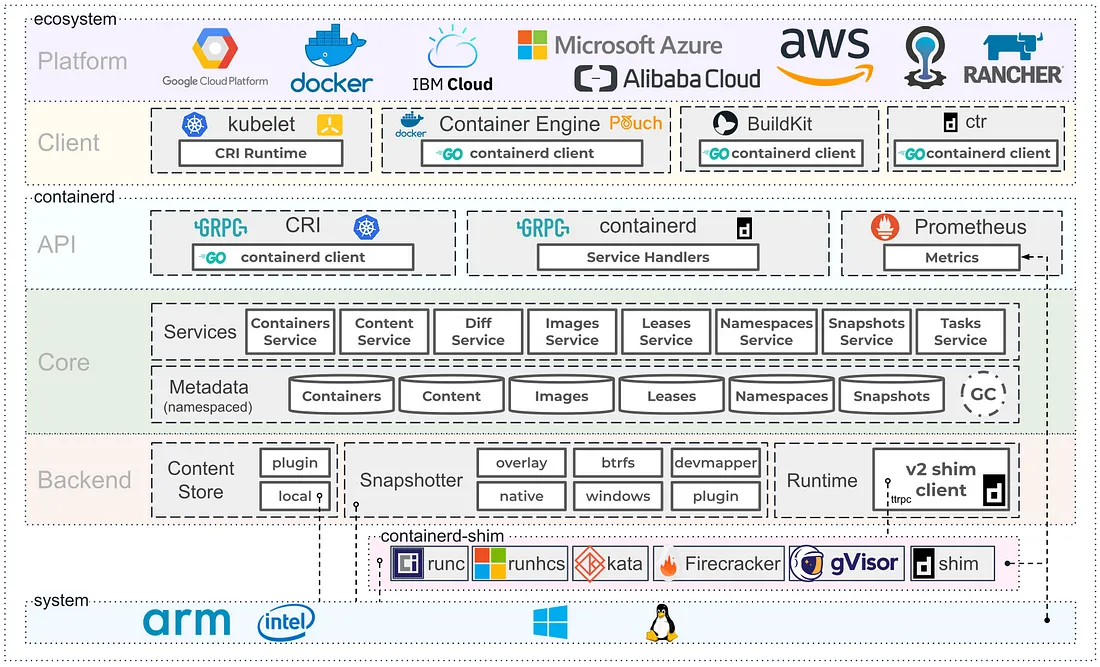 ecosystem
Platform
Google Cloud Platform
docker
IBM Cloud
Microsoft Azure
Alibaba Cloud
aws
RANCHER
Client
kubelet
CRI Runtime
docker
Container Engine
Pouch
GO containerd client
BuildKit
GO containerd client
ctr
GO containerd client
containerd
API
GRPC
CRI
GO containerd client
GRPC
containerd
Service Handlers
Prometheus
Metrics
Core
Services
Containers
Service
Content
Service
Diff
Service
Images
Service
Leases
Service
Namespaces
Service
Snapshots
Service
Tasks
Service
Metadata
(namespaced)
Containers
Content
Images
Leases
Namespaces
Snapshots
GC
Backend
Content
Store
plugin
local
Snapshotter
overlay
btrfs
devmapper
native
windows
plugin
Runtime
v2 shim
client
ttrpc
containerd-shim
runc
runhcs
kata
Firecracker
gVisor
shim
system
arm
intel